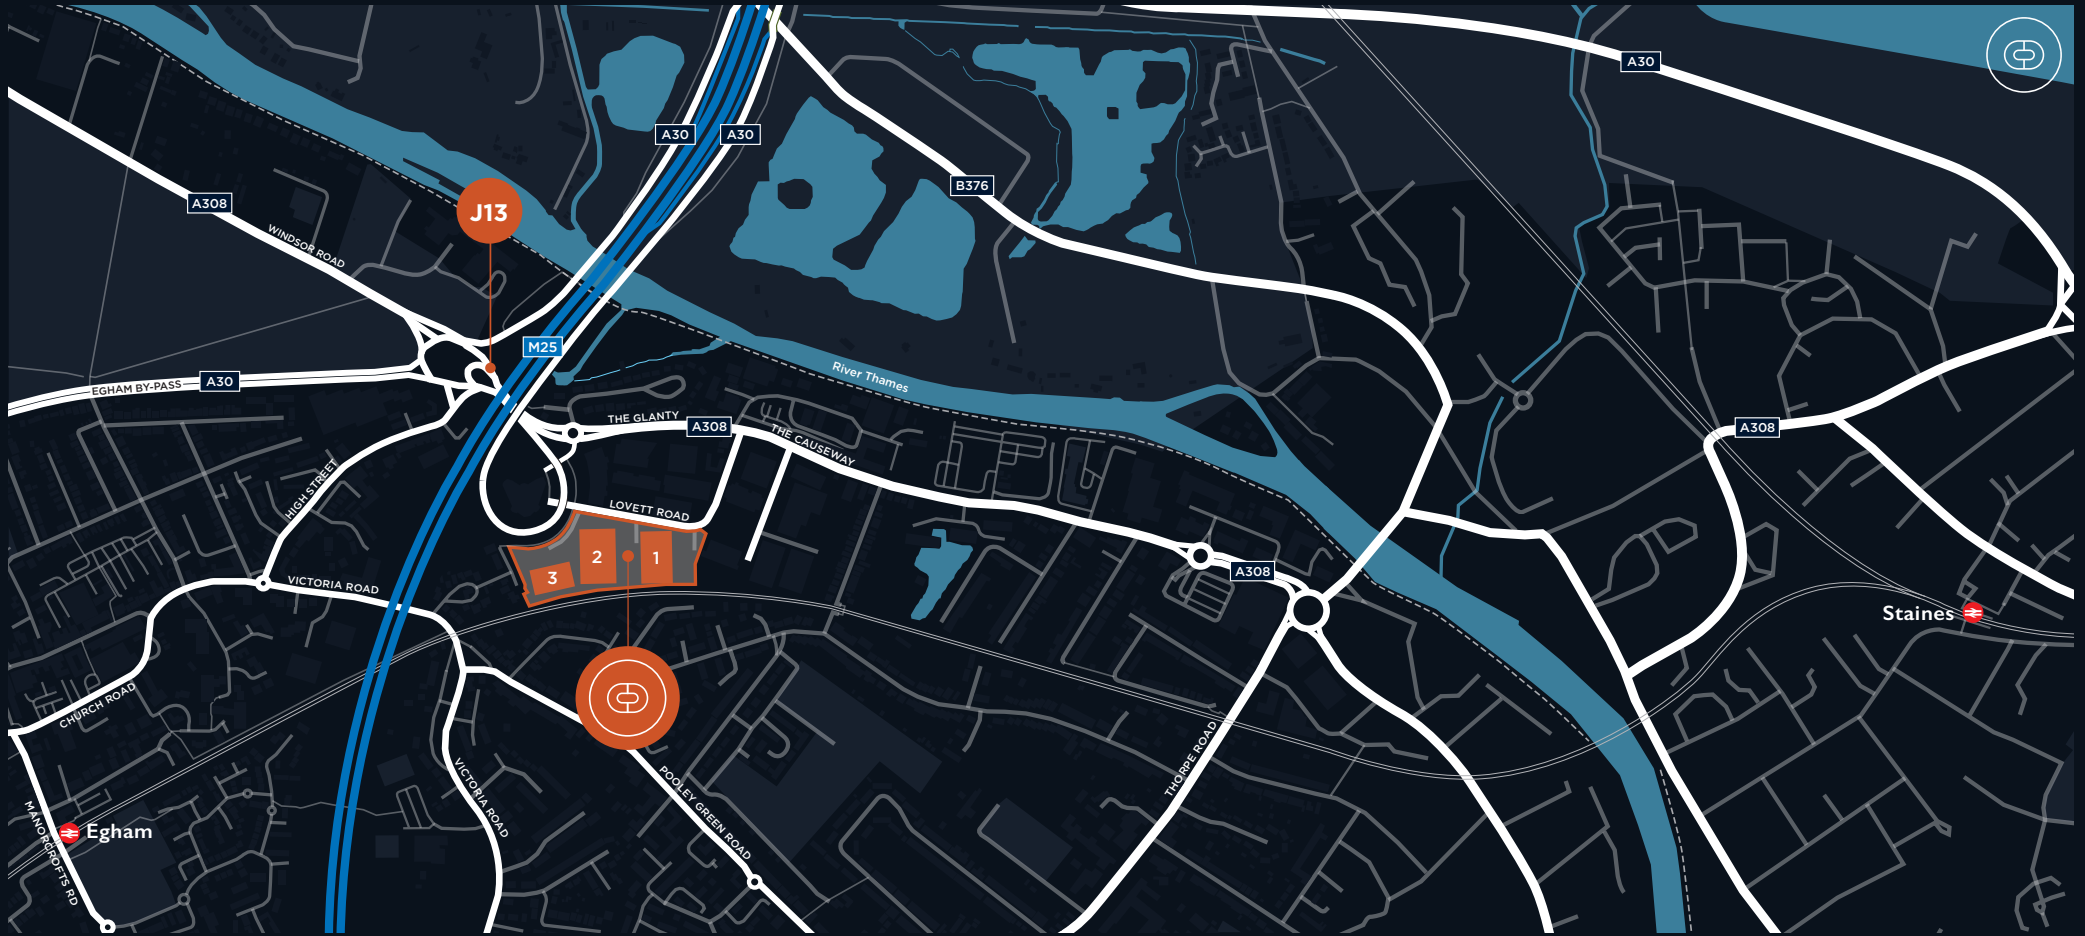 A30
A30
A30
B376
A308
J13
WINDSOR ROAD
M25
River Thames
EGHAM BY-PASS
A30
THE GLANTY
A308
THE CAUSEWAY
A308
HIGH STREET
LOVETT ROAD
2
1
3
A308
VICTORIA ROAD
Staines
CHURCH ROAD
THORPE ROAD
VICTORIA ROAD
POOLEY GREEN ROAD
MANORCROFTS RD
Egham